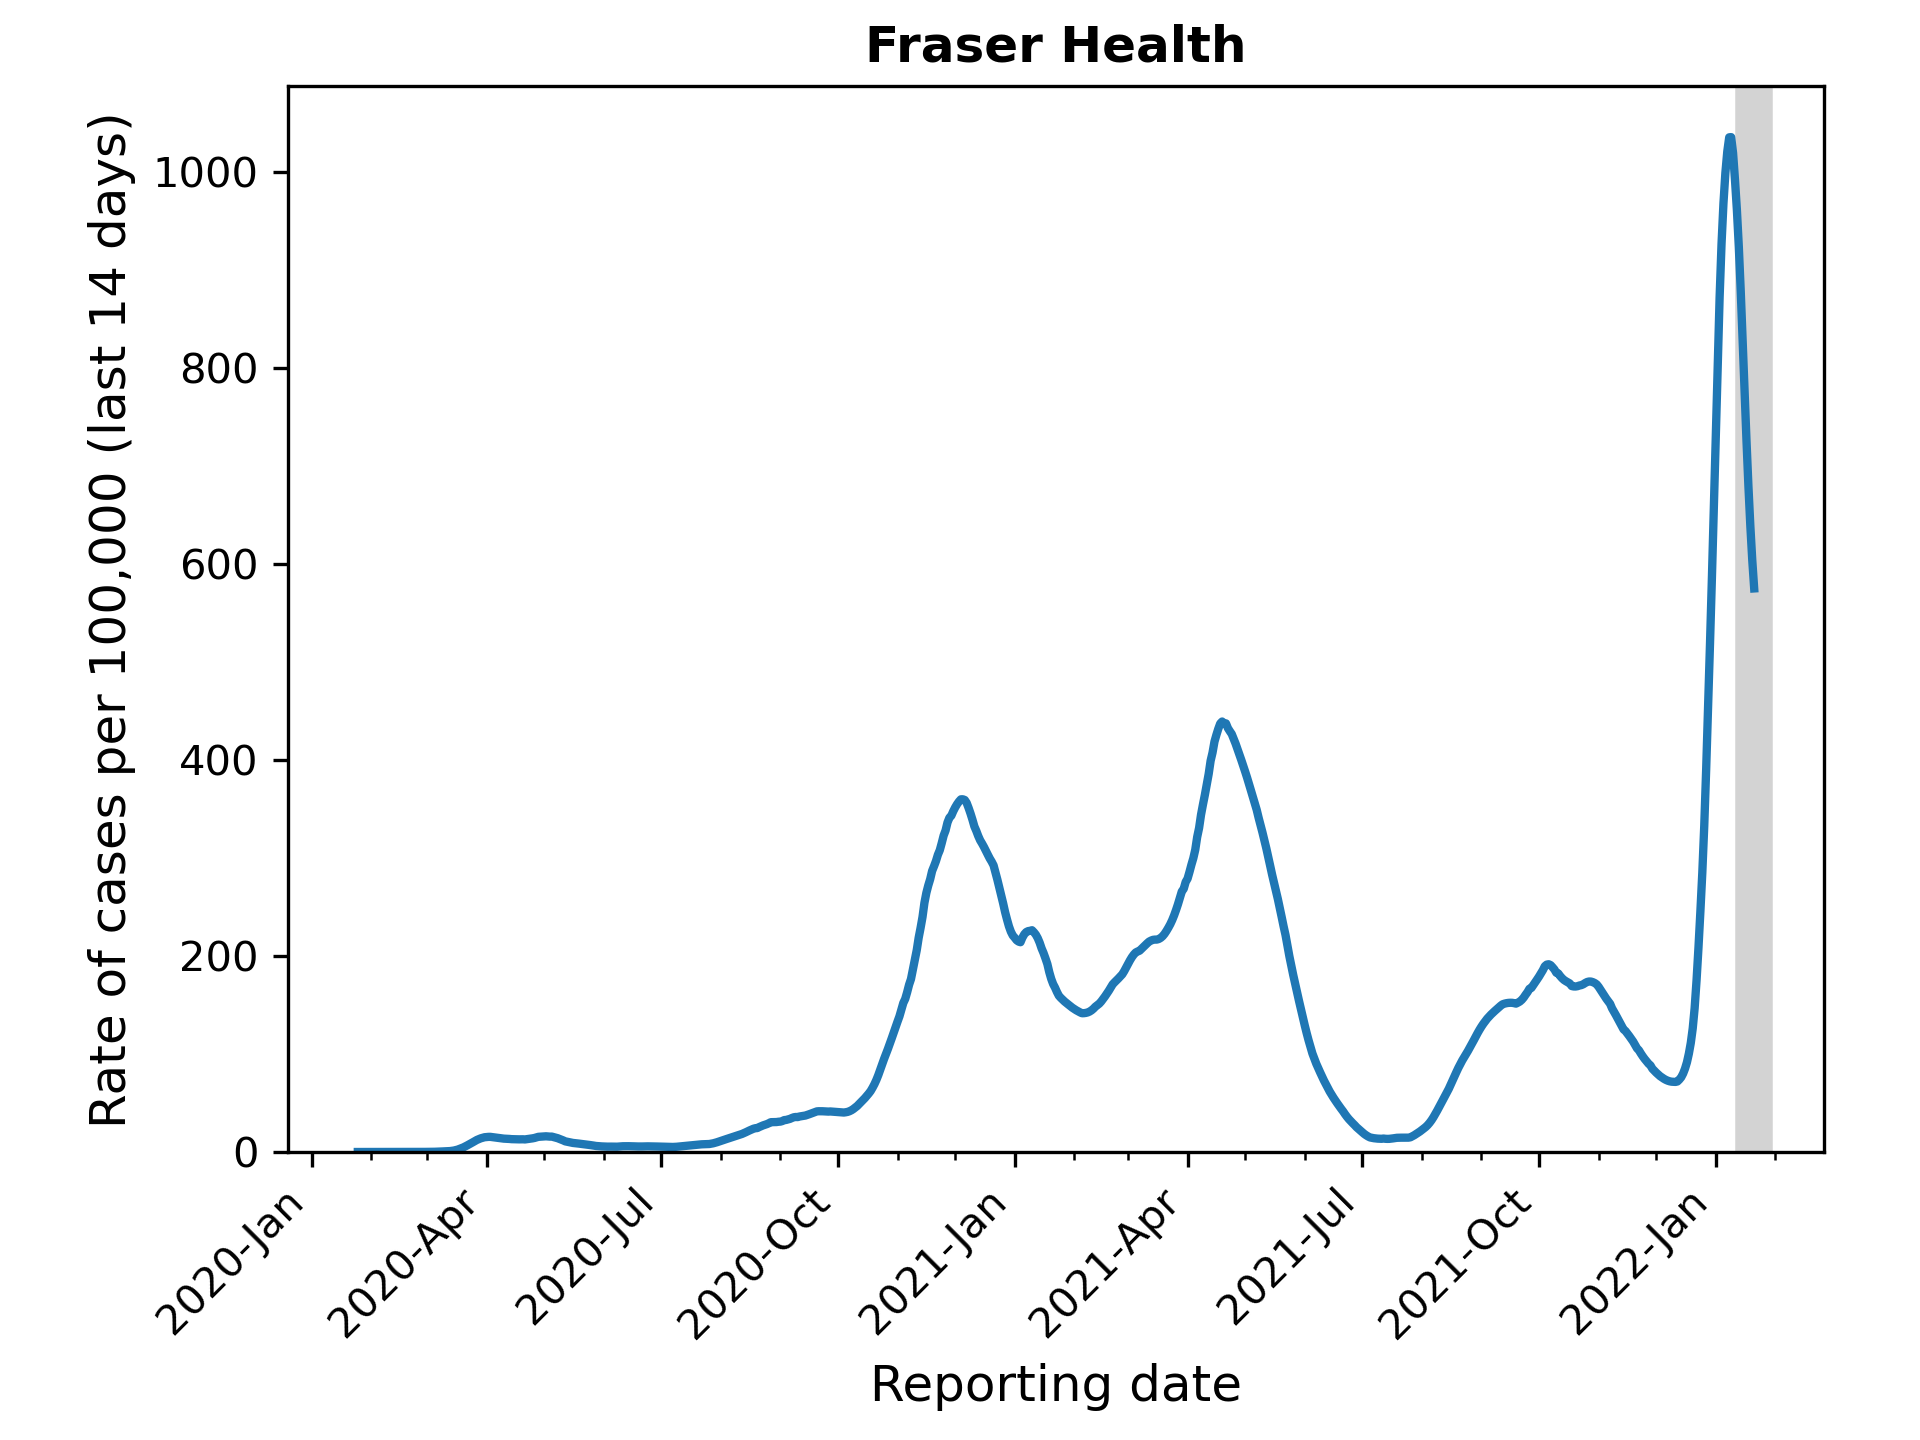 Fraser Health
Rate of cases per 100,000 (last 14 days)
1000
800
600
400
200
0
2020-Jan
2020-Apr
2020-Jul
2020-Oct
2021-Jan
2021-Apr
2021-Jul
2021-Oct
2022-Jan
Reporting date